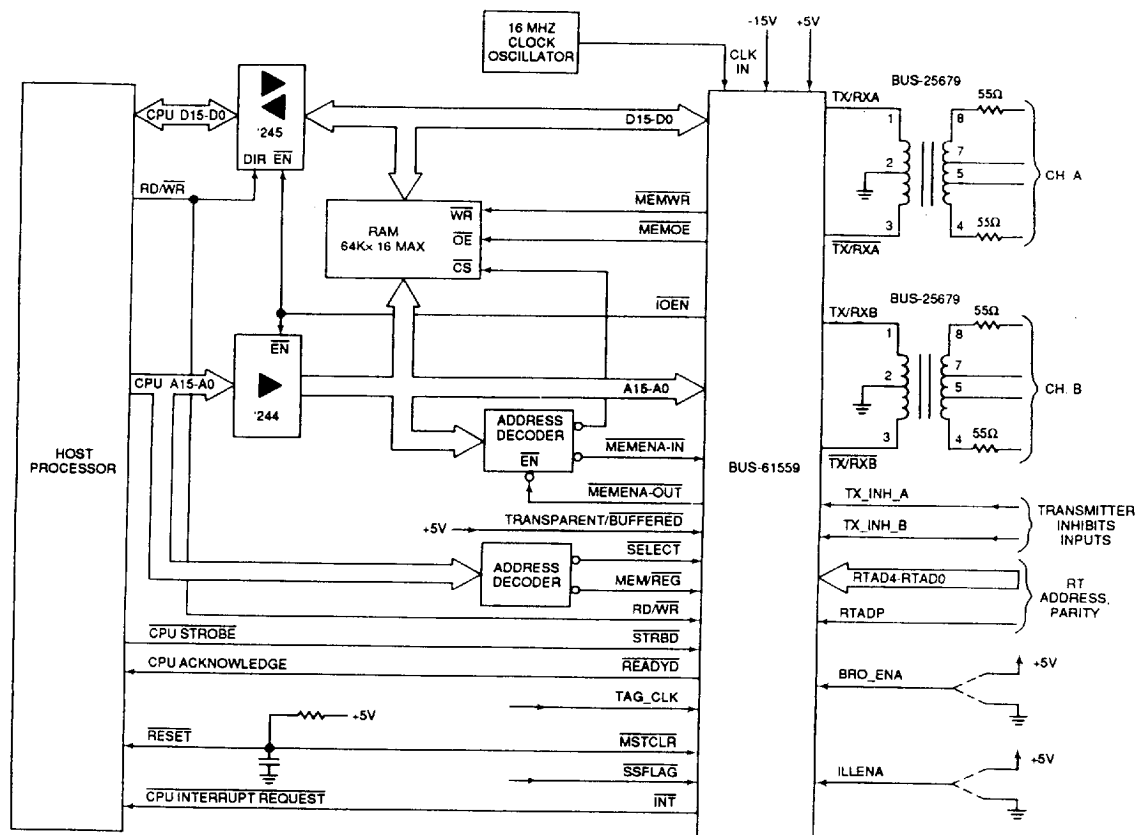 16 MHZ
CLOCK
OSCILLATOR
CLK
IN
-15V
+5V
BUS-25679
TX/RXA
1
2
3
8
7
5
4
55Ω
55Ω
CH. A
TX/RXA
CPU D15-D0
'245
DIR EN
D15-D0
RD/WR
RAM
64K× 16 MAX
WR
OE
CS
MEMWR
MEMOE
IOEN
BUS-25679
TX/RXB
1
2
3
8
7
5
4
55Ω
55Ω
CH. B
TX/RXB
EN
CPU A15-A0
'244
A15-A0
ADDRESS
DECODER
EN
MEMENA-IN
MEMENA-OUT
HOST
PROCESSOR
BUS-61559
TX_INH_A
TX_INH_B
TRANSMITTER
INHIBITS
INPUTS
+5V
TRANSPARENT/BUFFERED
ADDRESS
DECODER
SELECT
MEM/REG
RD/WR
RTAD4-RTAD0
RTADP
RT
ADDRESS,
PARITY
CPU STROBE
STRBD
CPU ACKNOWLEDGE
READYD
TAG_CLK
BRO_ENA
+5V
+5V
RESET
MSTCLR
SSFLAG
ILLENA
+5V
CPU INTERRUPT REQUEST
INT